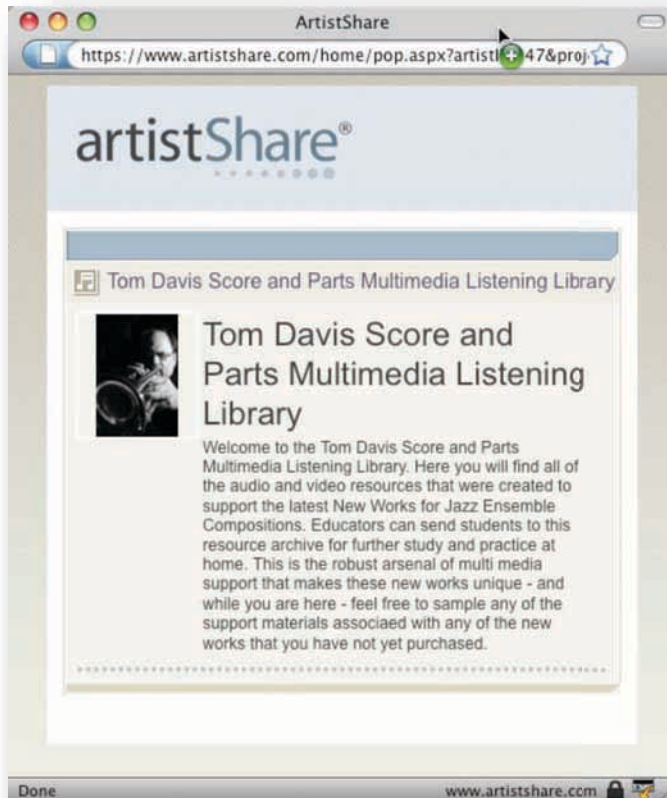 ArtistShare
https://www.artistshare.com/home/pop.aspx?artist 47&proj
artistShare®
Tom Davis Score and Parts Multimedia Listening Library
Tom Davis Score and
Parts Multimedia Listening
Library
Welcome to the Tom Davis Score and Parts
Multimedia Listening Library. Here you will find all of
the audio and video resources that were created to
support the latest New Works for Jazz Ensemble
Compositions. Educators can send students to this
resource archive for further study and practice at
home. This is the robust arsenal of multi media
support that makes these new works unique - and
while you are here - feel free to sample any of the
support materials associaed with any of the new
works that you have not yet purchased.
Done
www.artistshare.com